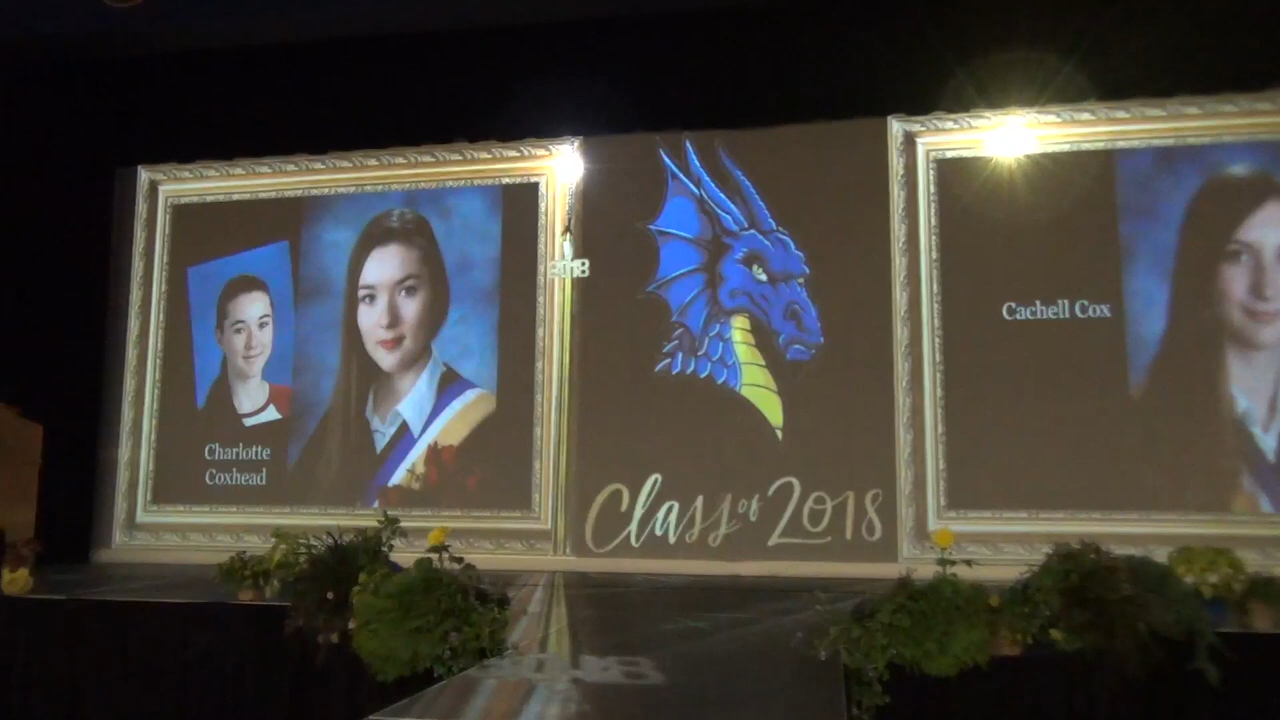 Charlotte
Coxhead
2018
Class of 2018
Cachell Cox